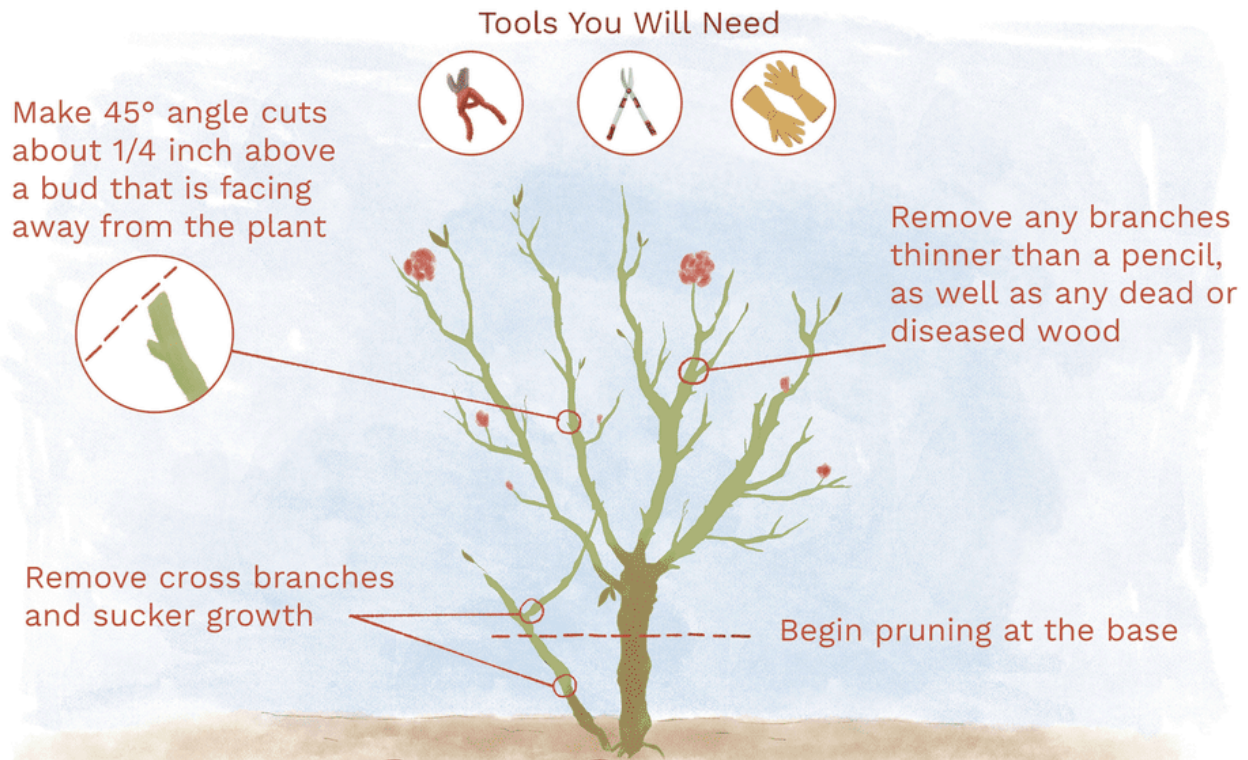 Tools You Will Need
Make 45° angle cuts
about 1/4 inch above
a bud that is facing
away from the plant
Remove any branches
thinner than a pencil,
as well as any dead or
diseased wood
Remove cross branches
and sucker growth
Begin pruning at the base